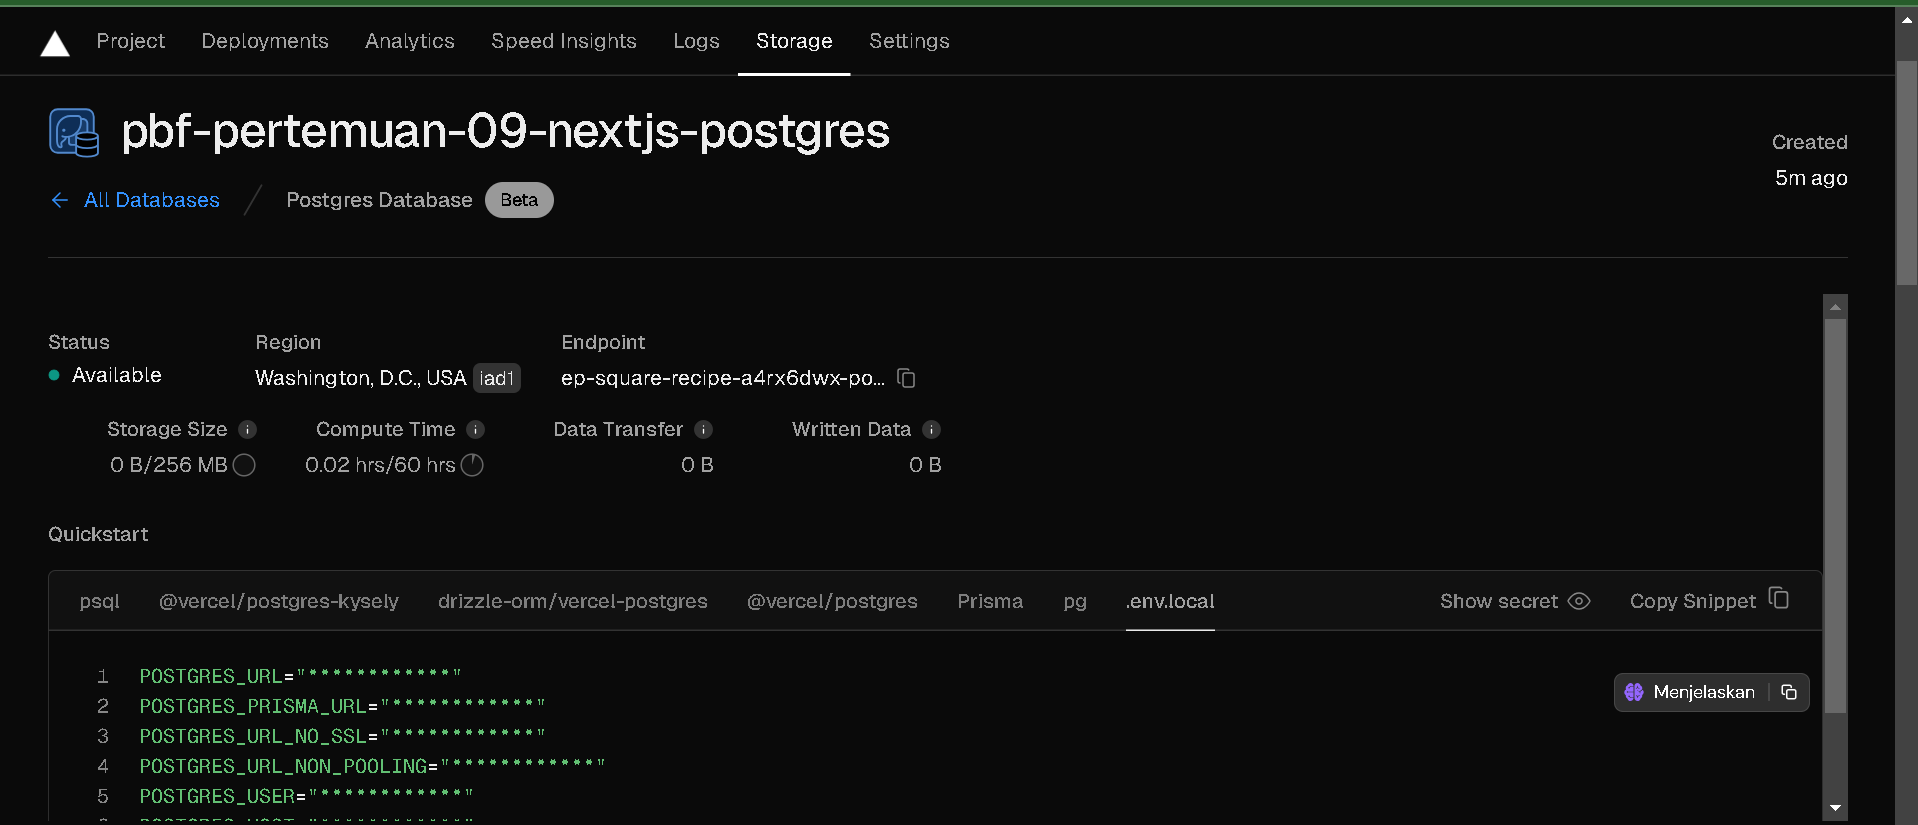 Project Deployments Analytics Speed Insights Logs Storage Settings
pbf-pertemuan-09-nextjs-postgres
Created
5m ago
← All Databases / Postgres Database Beta
Status Region Endpoint
Available Washington, D.C., USA iad1 ep-square-recipe-a4rx6dwx-po...
Storage Size Compute Time Data Transfer Written Data
0 B/256 MB 0.02 hrs/60 hrs 0 B 0 B
Quickstart
psql @vercel/postgres-kysely drizzle-orm/vercel-postgres @vercel/postgres Prisma pg .env.local Show secret Copy Snippet
1 POSTGRES_URL="************"
Menjelaskan
2 POSTGRES_PRISMA_URL="************"
3 POSTGRES_URL_NO_SSL="************"
4 POSTGRES_URL_NON_POOLING="************"
5 POSTGRES_USER="************"